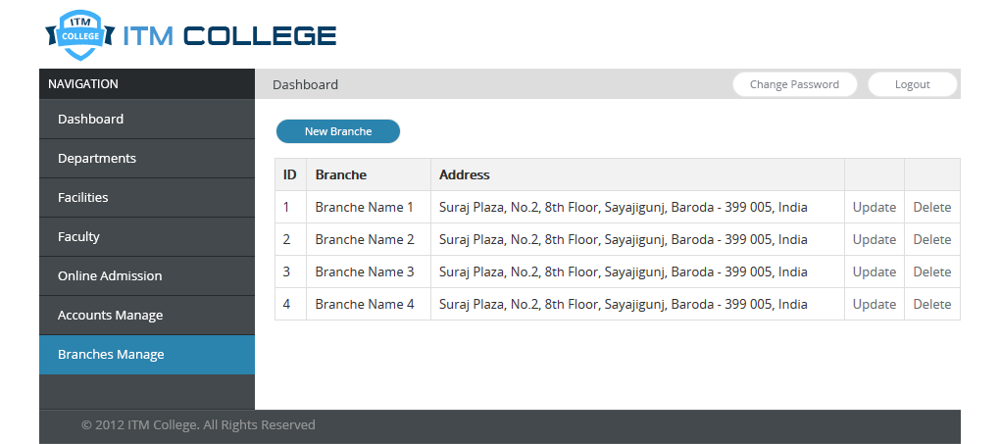 ITM
COLLEGE
ITM COLLEGE
NAVIGATION
Dashboard
Change Password
Logout
Dashboard
Departments
Facilities
Faculty
Online Admission
Accounts Manage
Branches Manage
New Branche
ID Branche Address
1 Branche Name 1 Suraj Plaza, No.2, 8th Floor, Sayajigunj, Baroda - 399 005, India Update Delete
2 Branche Name 2 Suraj Plaza, No.2, 8th Floor, Sayajigunj, Baroda - 399 005, India Update Delete
3 Branche Name 3 Suraj Plaza, No.2, 8th Floor, Sayajigunj, Baroda - 399 005, India Update Delete
4 Branche Name 4 Suraj Plaza, No.2, 8th Floor, Sayajigunj, Baroda - 399 005, India Update Delete
© 2012 ITM College. All Rights Reserved